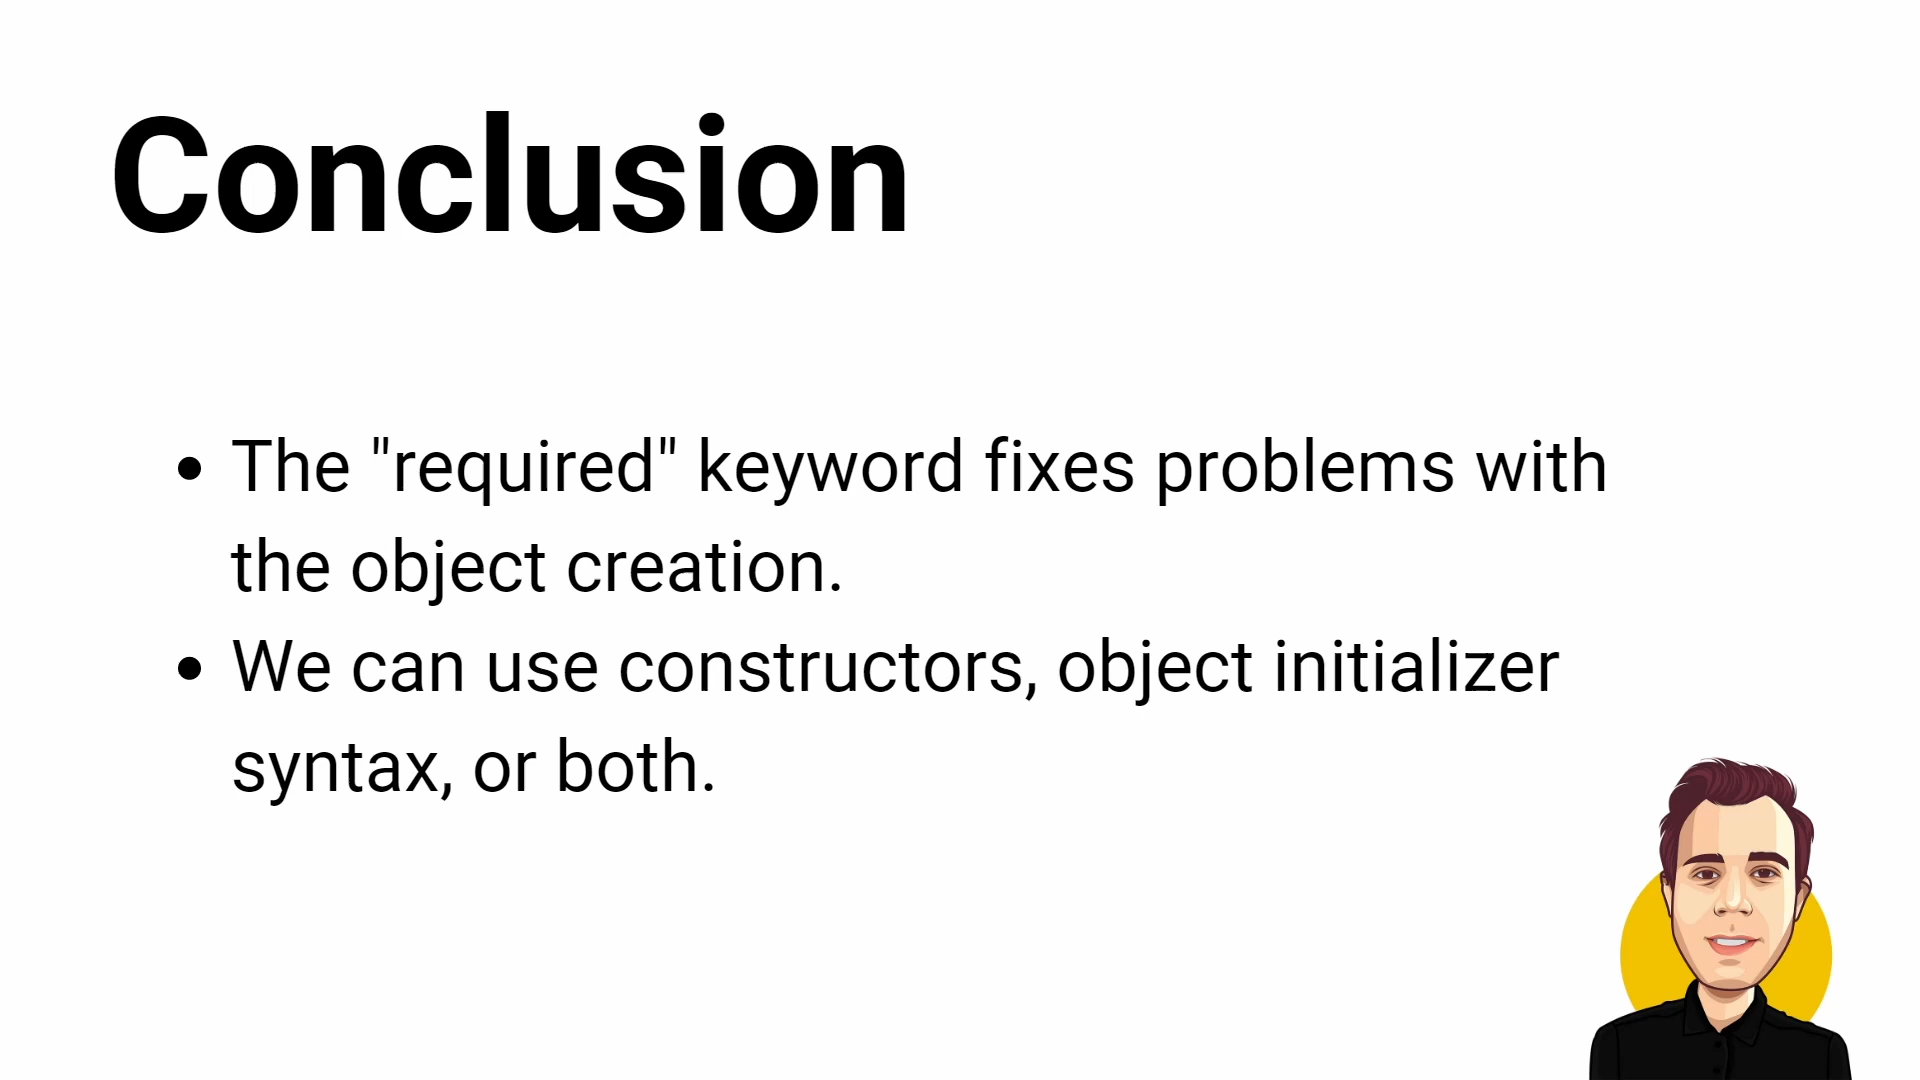 Conclusion
• The "required" keyword fixes problems with
the object creation.
• We can use constructors, object initializer
syntax, or both.